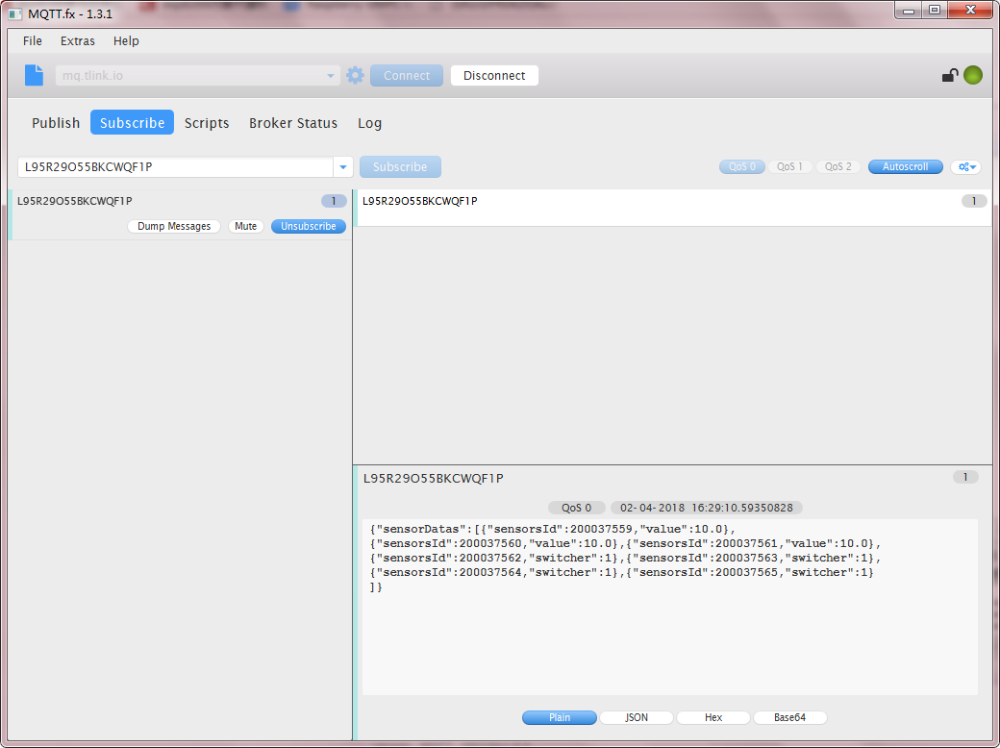 MQTT.fx - 1.3.1
File Extras Help
mq.tlink.io Connect Disconnect
Publish Subscribe Scripts Broker Status Log
L95R29O55BKCWQF1P Subscribe QoS 0 QoS 1 QoS 2 Autoscroll
L95R29O55BKCWQF1P 1
Dump Messages Mute Unsubscribe
L95R29O55BKCWQF1P 1
L95R29O55BKCWQF1P 1
QoS 0 02-04-2018 16:29:10.59350828
{"sensorDatas":[{"sensorsId":200037559,"value":10.0},
{"sensorsId":200037560,"value":10.0},{"sensorsId":200037561,"value":10.0},
{"sensorsId":200037562,"switcher":1},{"sensorsId":200037563,"switcher":1},
{"sensorsId":200037564,"switcher":1},{"sensorsId":200037565,"switcher":1}
]}
Plain JSON Hex Base64